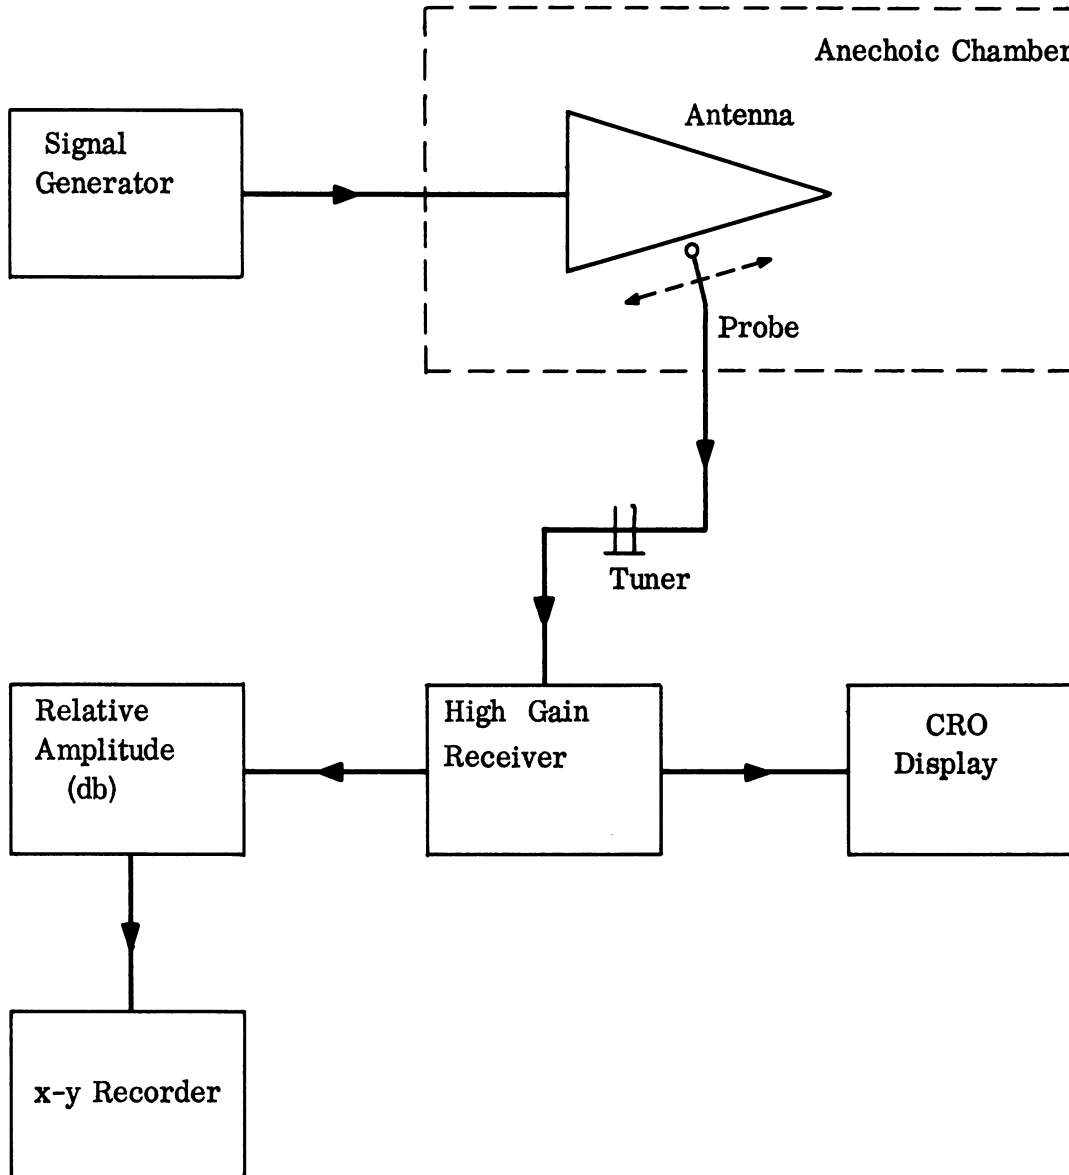 Anechoic Chamber
Antenna
Signal
Generator
Probe
Tuner
Relative
Amplitude
(db)
High Gain
Receiver
CRO
Display
x-y Recorder